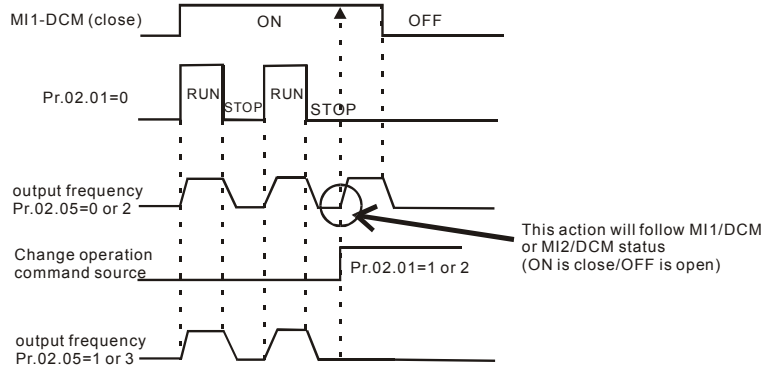 MI1-DCM (close)
ON
OFF
Pr.02.01=0
RUN
STOP
RUN
STOP
output frequency
Pr.02.05=0 or 2
This action will follow MI1/DCM
or MI2/DCM status
(ON is close/OFF is open)
Change operation
command source
Pr.02.01=1 or 2
output frequency
Pr.02.05=1 or 3